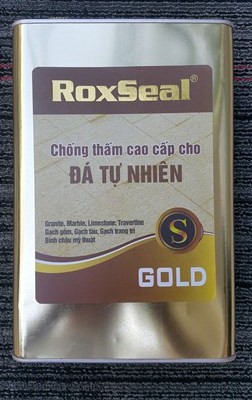 RoxSeal®
Chống thấm cao cấp cho
ĐÁ TỰ NHIÊN
Granite, Marble, Limestone, Travertine
Gạch gốm, Gạch tàu, Gạch trang trí
Bình chậu mỹ thuật
S
GOLD